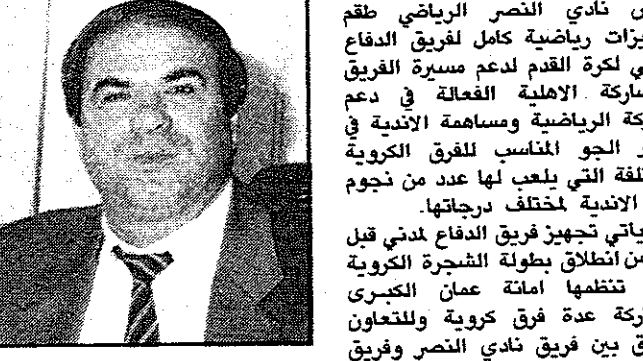 نادي النصر الرياضي طقم
رياضية كامل لفريق الدفاع
لكرة القدم لدعم مسيرة الفريق
الاهلية الفعالة في دعم
الرياضية ومساهمة الاندية في
الجو المناسب للفرق الكروية
التي يلعب لها عدد من نجوم
الاندية لمختلف درجاتها.
تجهيز فريق الدفاع لمدني قبل
انطلاق بطولة الشجرة الكروية
تنظمها امانة عمان الكبرى
عدة فرق كروية وللتعاون
بين فريق نادي النصر وفريق